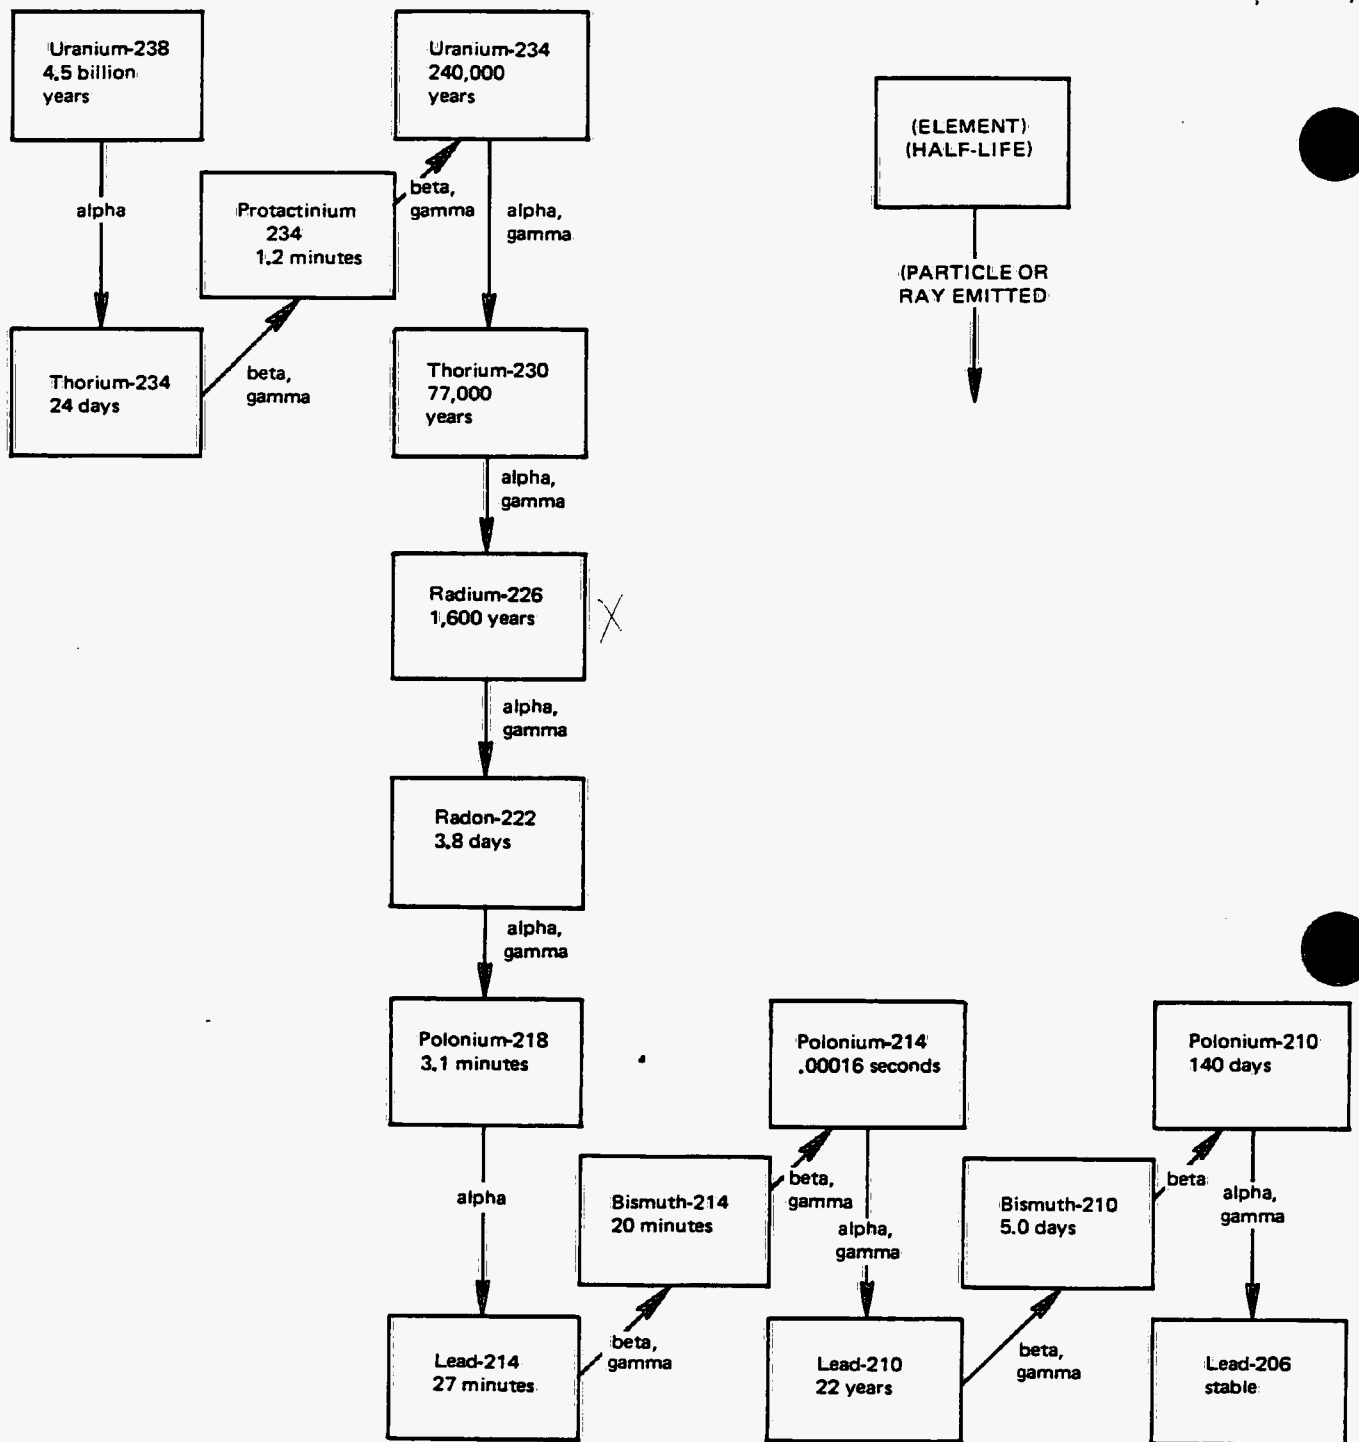 Uranium-238
4.5 billion
years
alpha
Thorium-234
24 days
beta,
gamma
Protactinium
234
1.2 minutes
beta,
gamma
Uranium-234
240,000
years
alpha,
gamma
Thorium-230
77,000
years
alpha,
gamma
Radium-226
1,600 years
X
alpha,
gamma
Radon-222
3.8 days
alpha,
gamma
Polonium-218
3.1 minutes
alpha
Lead-214
27 minutes
beta,
gamma
Bismuth-214
20 minutes
beta,
gamma
Polonium-214
.00016 seconds
alpha,
gamma
Lead-210
22 years
beta,
gamma
Bismuth-210
5.0 days
beta
Polonium-210
140 days
alpha,
gamma
Lead-206
stable
(ELEMENT)
(HALF-LIFE)
(PARTICLE OR
RAY EMITTED